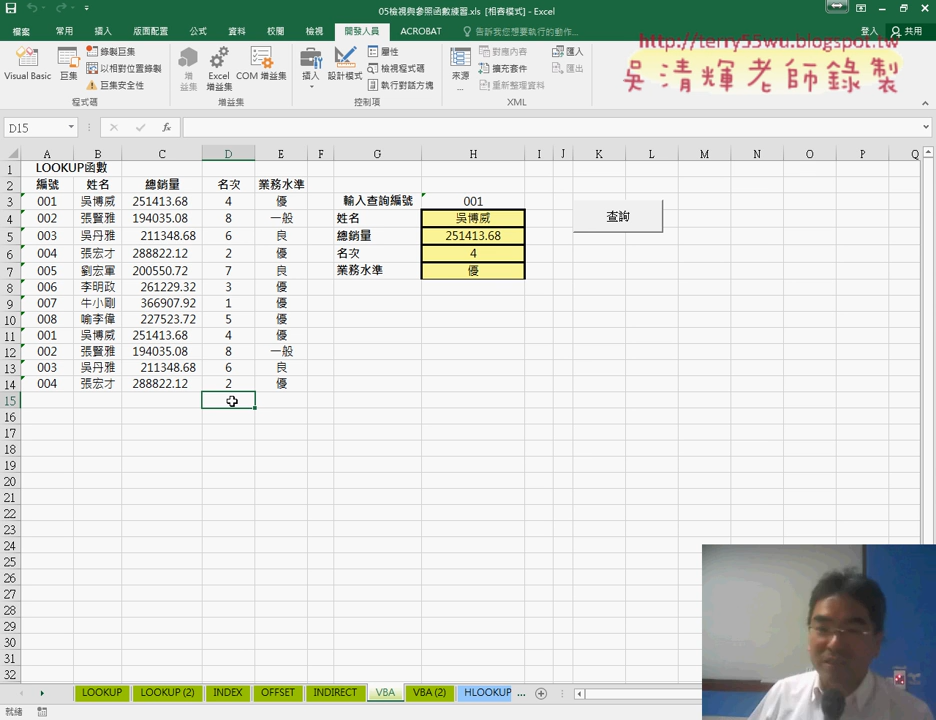 05檢視與參照函數練習.xls [相容模式] - Excel
檔案 常用 插入 版面配置 公式 資料 校閱 檢視 開發人員 ACROBAT 告訴我您想要執行的動作... 登入 共用
http://terry55wu.blogspot.tw
吳清輝老師錄製
Visual Basic 巨集 錄製巨集 以相對位置錄製 巨集安全性 程式碼
增益集 Excel 增益集 COM 增益集 增益集
插入 設計模式 屬性 檢視程式碼 執行對話方塊 控制項
來源 對應內容 擴充套件 重新整理資料 匯入 匯出 XML
D15 fx
A B C D E F G H I J K L M N O P Q
1 LOOKUP函數
2 編號 姓名 總銷量 名次 業務水準
3 001 吳博威 251413.68 4 優 輸入查詢編號 001 查詢
4 002 張賢雅 194035.08 8 一般 姓名 吳博威
5 003 吳丹雅 211348.68 6 良 總銷量 251413.68
6 004 張宏才 288822.12 2 優 名次 4
7 005 劉宏軍 200550.72 7 良 業務水準 優
8 006 李明政 261229.32 3 優
9 007 牛小剛 366907.92 1 優
10 008 喻李偉 227523.72 5 優
11 001 吳博威 251413.68 4 優
12 002 張賢雅 194035.08 8 一般
13 003 吳丹雅 211348.68 6 良
14 004 張宏才 288822.12 2 優
15
16
17
18
19
20
21
22
23
24
25
26
27
28
29
30
31
32
LOOKUP LOOKUP (2) INDEX OFFSET INDIRECT VBA VBA (2) HLOOKUP ...
就緒